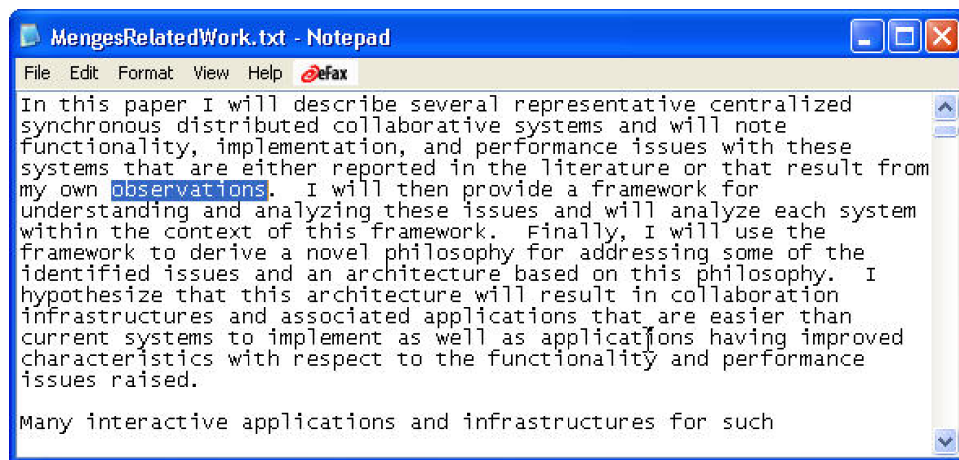 MengesRelatedWork.txt - Notepad
File Edit Format View Help eFax
In this paper I will describe several representative centralized
synchronous distributed collaborative systems and will note
functionality, implementation, and performance issues with these
systems that are either reported in the literature or that result from
my own observations.  I will then provide a framework for
understanding and analyzing these issues and will analyze each system
within the context of this framework.  Finally, I will use the
framework to derive a novel philosophy for addressing some of the
identified issues and an architecture based on this philosophy.  I
hypothesize that this architecture will result in collaboration
infrastructures and associated applications that are easier than
current systems to implement as well as applications having improved
characteristics with respect to the functionality and performance
issues raised.
Many interactive applications and infrastructures for such